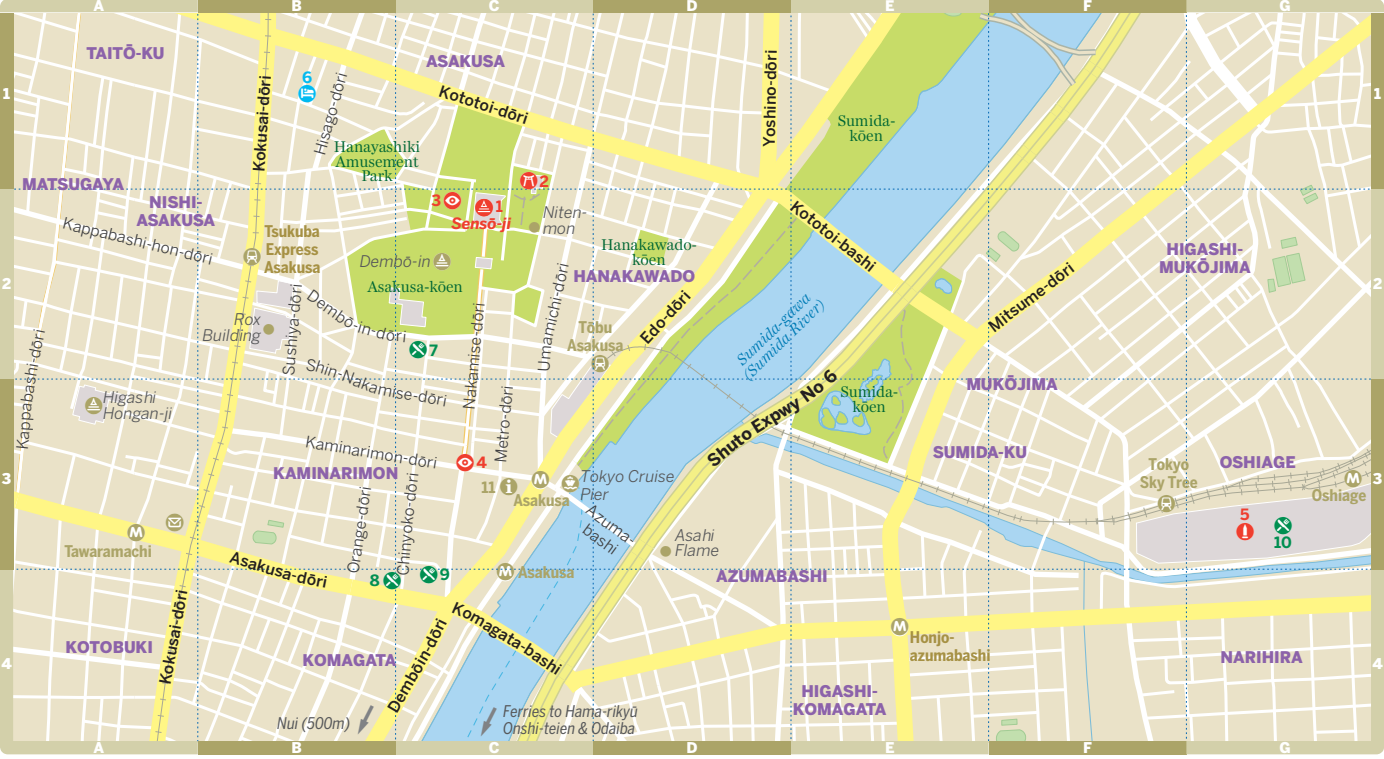 A B C D E F G
TAITŌ-KU
ASAKUSA
6
1
1
Kokusai-dōri
Hisago-dōri
Kototoi-dōri
Yoshino-dōri
Sumida-
kōen
Hanayashiki
Amusement
Park
MATSUGAYA
NISHI-
ASAKUSA
2
3
1
Sensō-ji
Niten-
mon
Kappabashi-hon-dōri
Tsukuba
Express
Asakusa
Dembō-in
Asakusa-kōen
Hanakawado-
kōen
HANAKAWADO
Kototoi-bashi
HIGASHI-
MUKŌJIMA
2
2
Mitsume-dōri
Sumida-gawa
(Sumida-River)
Edo-dōri
Umamichi-dōri
Rox
Building
Sushiya-dōri
Dembō-in-dōri
7
Nakamise-dōri
Tōbu
Asakusa
Kappabashi-dōri
Shin-Nakamise-dōri
Metro-dōri
Higashi
Hongan-ji
Shuto Expwy No 6
Sumida-
kōen
MUKŌJIMA
Kaminarimon-dōri
KAMINARIMON
4
SUMIDA-KU
Tokyo
Sky Tree
OSHIAGE
Oshiage
3
3
11
Asakusa
Tokyo Cruise
Pier
Azuma-
bashi
Orange-dōri
Chinyoko-dōri
5
10
Tawaramachi
Asahi
Flame
Asakusa-dōri
8
9
Asakusa
AZUMABASHI
Kokusai-dōri
Komagata-bashi
Dembōin-dōri
Honjo-
azumabashi
KOTOBUKI
KOMAGATA
NARIHIRA
4
4
HIGASHI-
KOMAGATA
Nui (500m)
Ferries to Hama-rikyū
Onshi-teien & Odaiba
A B C D E F G